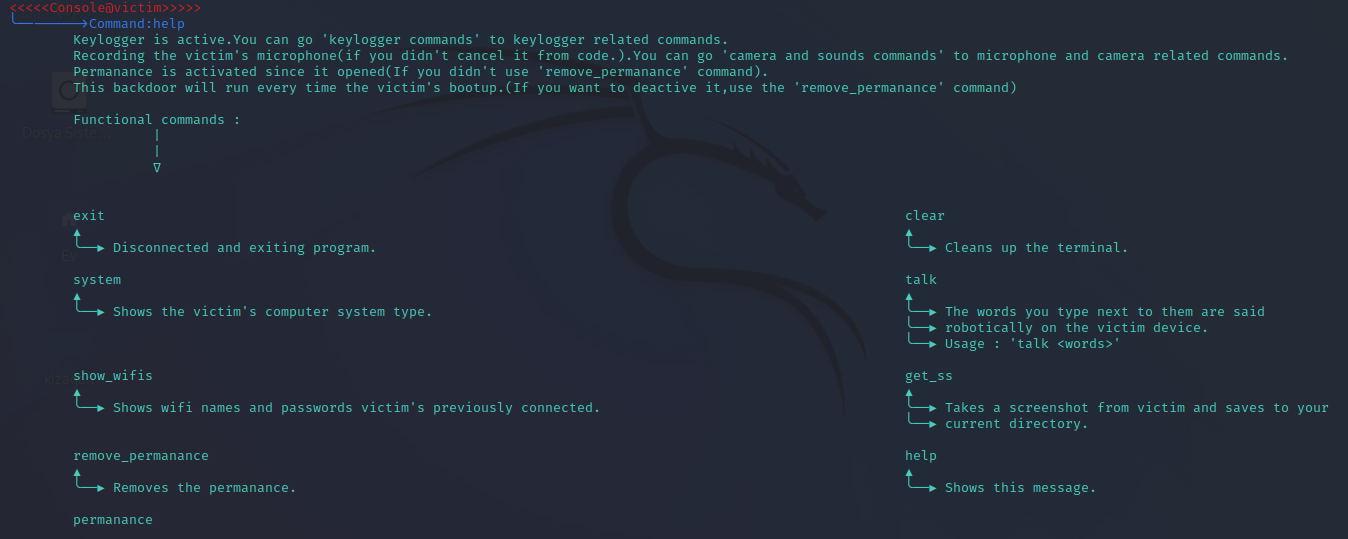 <<<<<Console@victim>>>>>
Command:help
Keylogger is active.You can go 'keylogger commands' to keylogger related commands.
Recording the victim's microphone(if you didn't cancel it from code.).You can go 'camera and sounds commands' to microphone and camera related commands.
Permanance is activated since it opened(If you didn't use 'remove_permanance' command).
This backdoor will run every time the victim's bootup.(If you want to deactive it,use the 'remove_permanance' command)
Dosya Siste...
Functional commands :
exit
Disconnected and exiting program.
clear
Cleans up the terminal.
Ev
system
Shows the victim's computer system type.
talk
The words you type next to them are said
robotically on the victim device.
Usage : 'talk <words>'
show_wifis
Shows wifi names and passwords victim's previously connected.
get_ss
Takes a screenshot from victim and saves to your
current directory.
remove_permanance
Removes the permanance.
help
Shows this message.
permanance